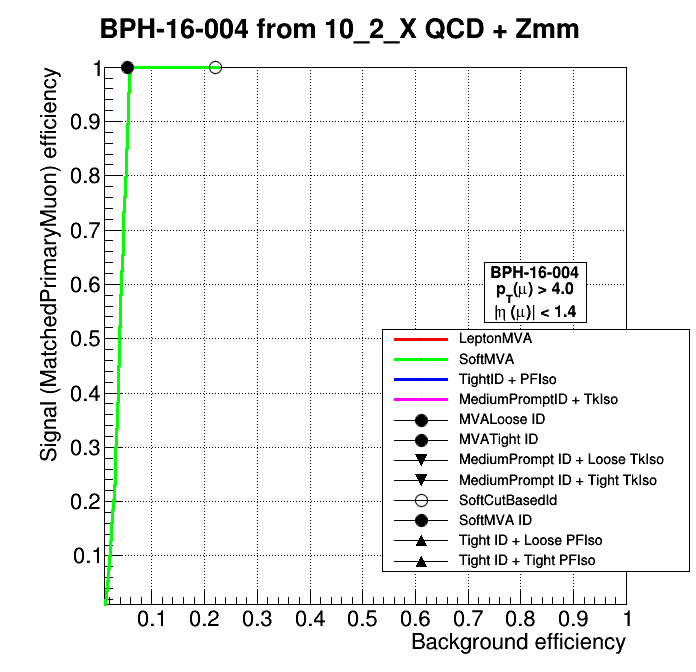 BPH-16-004 from 10_2_X QCD + Zmm
Signal (MatchedPrimaryMuon) efficiency
1
0.9
0.8
0.7
0.6
0.5
0.4
0.3
0.2
0.1
BPH-16-004
pT(μ) > 4.0
|η (μ)| < 1.4
LeptonMVA
SoftMVA
TightID + PFIso
MediumPromptID + TkIso
MVALoose ID
MVATight ID
MediumPrompt ID + Loose TkIso
MediumPrompt ID + Tight TkIso
SoftCutBasedId
SoftMVA ID
Tight ID + Loose PFIso
Tight ID + Tight PFIso
0.1 0.2 0.3 0.4 0.5 0.6 0.7 0.8 0.9 1
Background efficiency